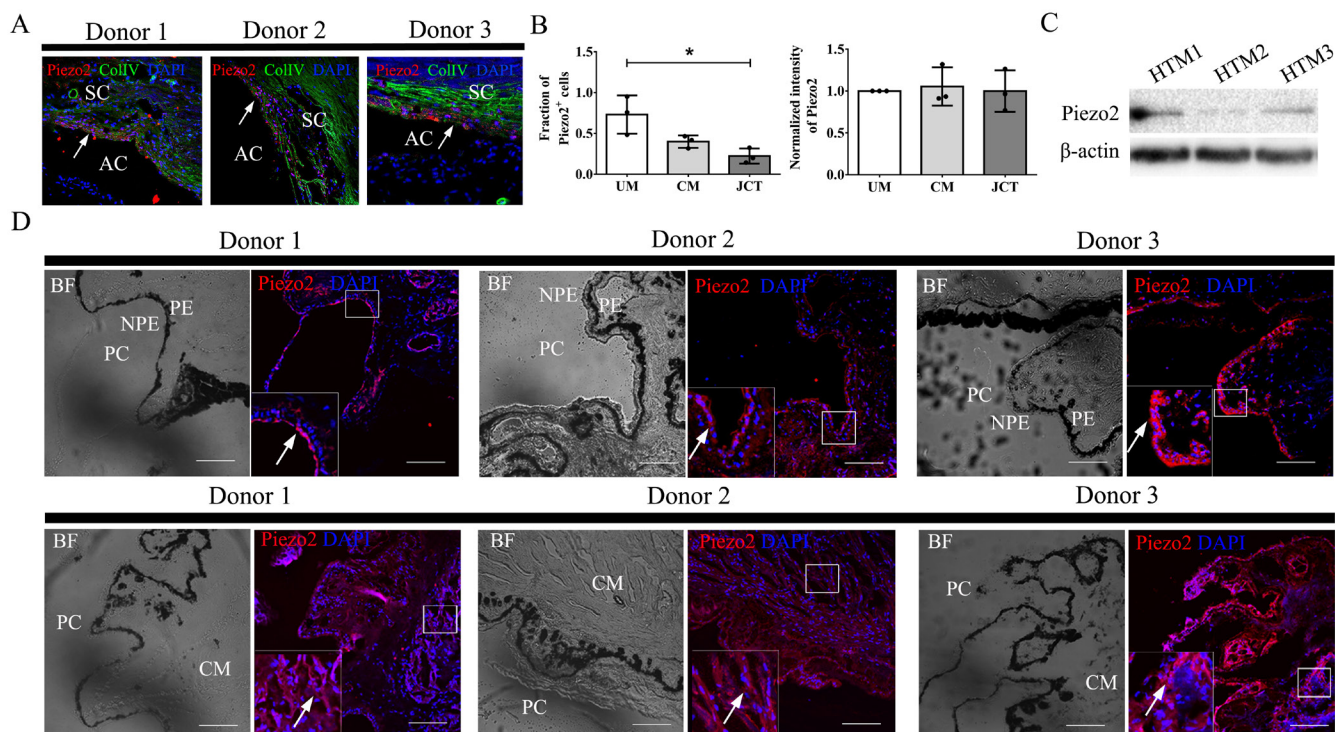 A
Donor 1 Donor 2 Donor 3
Piezo2 ColIV DAPI
SC
AC
Piezo2 ColIV DAPI
SC
AC
Piezo2 ColIV DAPI
SC
AC
B
Fraction of
Piezo2+ cells
1.5
1.0
0.5
0.0
*
UM CM JCT
Normalized intensity
of Piezo2
1.5
1.0
0.5
0.0
UM CM JCT
C
HTM1 HTM2 HTM3
Piezo2
β-actin
D
Donor 1 Donor 2 Donor 3
BF
PE
NPE
PC
Piezo2 DAPI
BF
NPE
PE
PC
Piezo2 DAPI
BF
PC
NPE
PE
Piezo2 DAPI
Donor 1 Donor 2 Donor 3
BF
PC
CM
Piezo2 DAPI
BF
CM
PC
Piezo2 DAPI
BF
PC
CM
Piezo2 DAPI